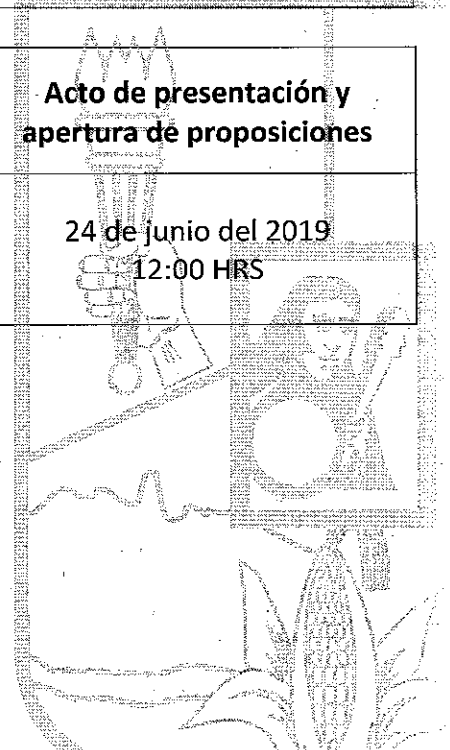 Acto de presentación y
apertura de proposiciones
24 de junio del 2019
12:00 HRS